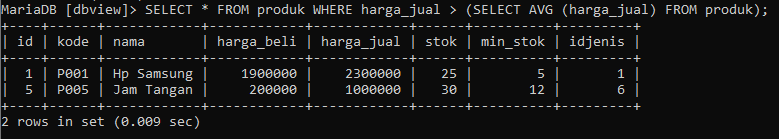 MariaDB [dbview]> SELECT * FROM produk WHERE harga_jual > (SELECT AVG (harga_jual) FROM produk);
+----+------+------------+------------+------------+------+----------+---------+
| id | kode | nama       | harga_beli | harga_jual | stok | min_stok | idjenis |
+----+------+------------+------------+------------+------+----------+---------+
|  1 | P001 | Hp Samsung |    1900000 |    2300000 |   25 |        5 |       1 |
|  5 | P005 | Jam Tangan |     200000 |    1000000 |   30 |       12 |       6 |
+----+------+------------+------------+------------+------+----------+---------+
2 rows in set (0.009 sec)